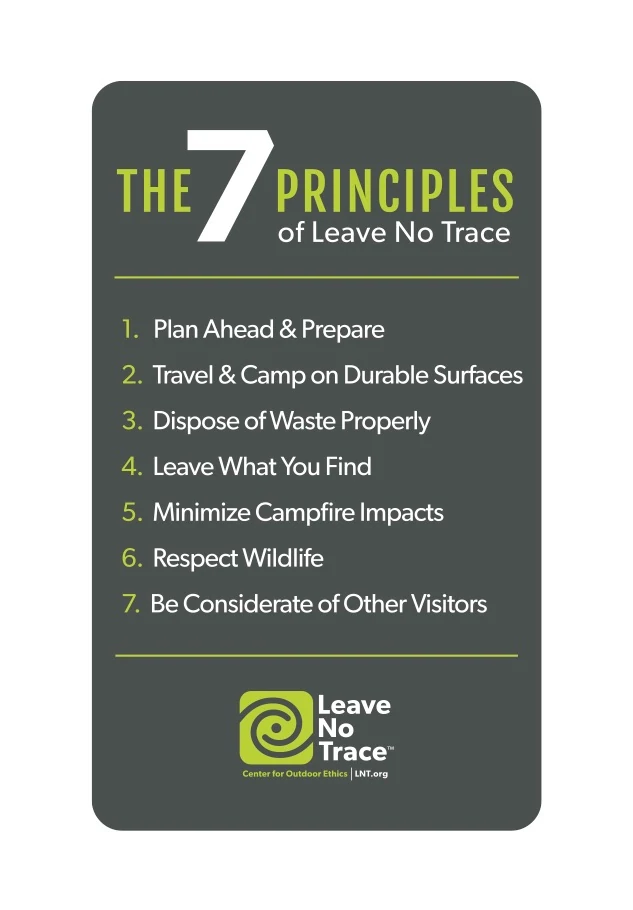 THE 7 PRINCIPLES
of Leave No Trace
1. Plan Ahead & Prepare
2. Travel & Camp on Durable Surfaces
3. Dispose of Waste Properly
4. Leave What You Find
5. Minimize Campfire Impacts
6. Respect Wildlife
7. Be Considerate of Other Visitors
Leave
No
Trace™
Center for Outdoor Ethics | LNT.org